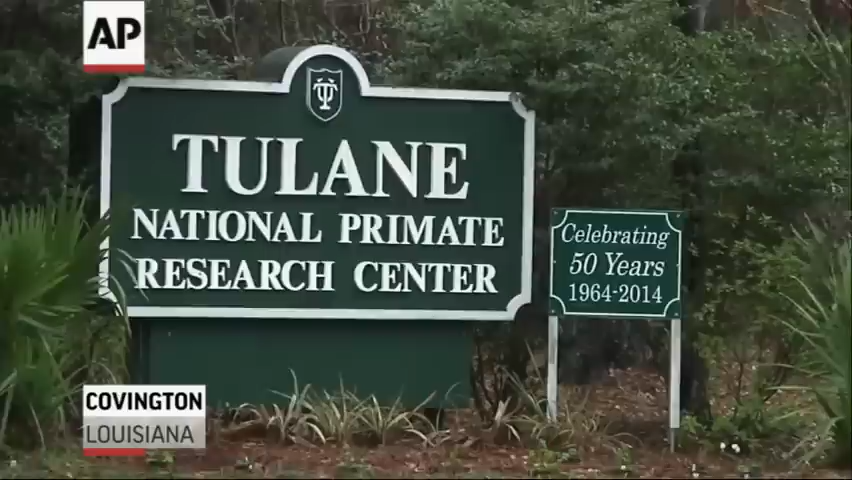 AP
TULANE
NATIONAL PRIMATE
RESEARCH CENTER
Celebrating
50 Years
1964-2014
COVINGTON
LOUISIANA